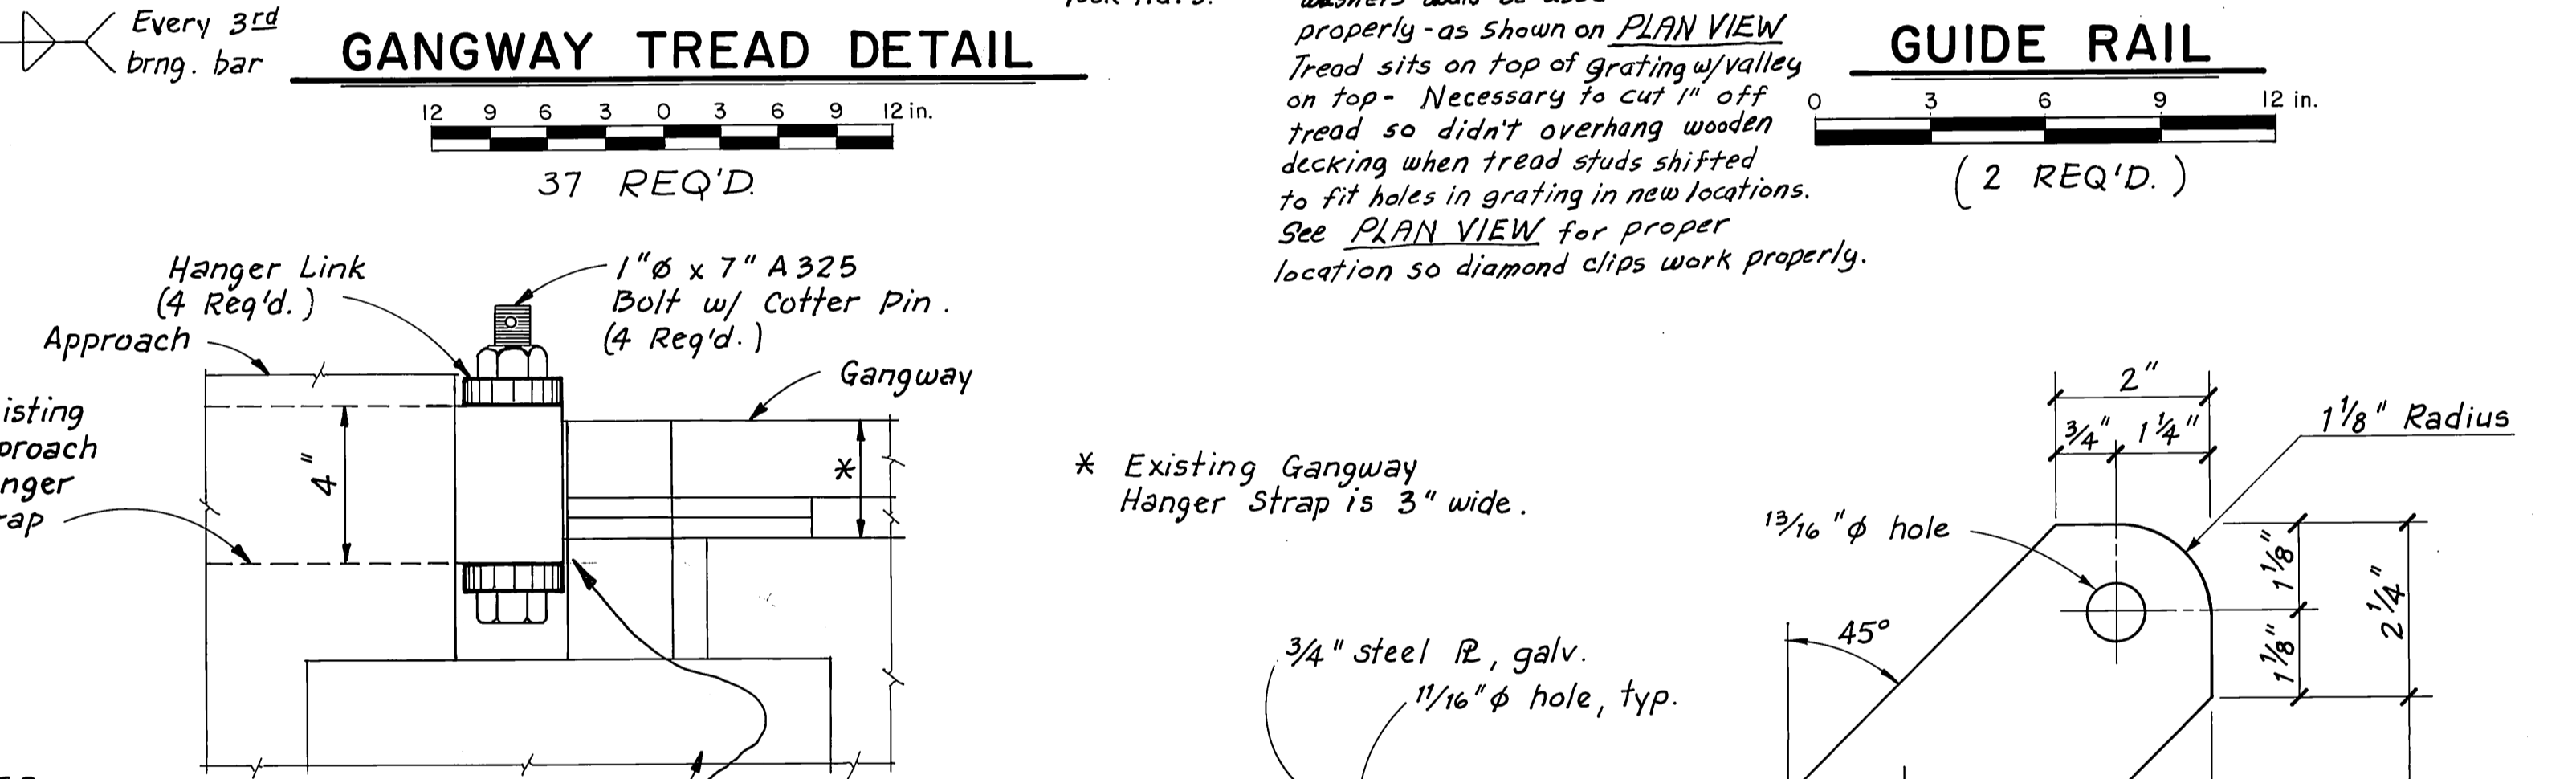 Every 3rd
brng. bar
GANGWAY TREAD DETAIL
12 9 6 3 0 3 6 9 12 in.
37 REQ'D.
properly - as shown on PLAN VIEW
Tread sits on top of grating w/valley
on top - Necessary to cut 1" off
tread so didn't overhang wooden
decking when tread studs shifted
to fit holes in grating in new locations.
See PLAN VIEW for proper
location so diamond clips work properly.
GUIDE RAIL
0 3 6 9 12 in.
(2 REQ'D.)
Hanger Link
(4 Req'd.)
1"φ x 7" A325
Bolt w/ Cotter Pin.
(4 Req'd.)
Approach
Gangway
isting
proach
nger
rap
4"
*
* Existing Gangway
Hanger Strap is 3" wide.
2"
3/4" 1 1/4"
1 1/8" Radius
13/16"φ hole
1 1/8"
1 1/8"
2 1/4"
45°
3/4" steel PL, galv.
11/16"φ hole, typ.